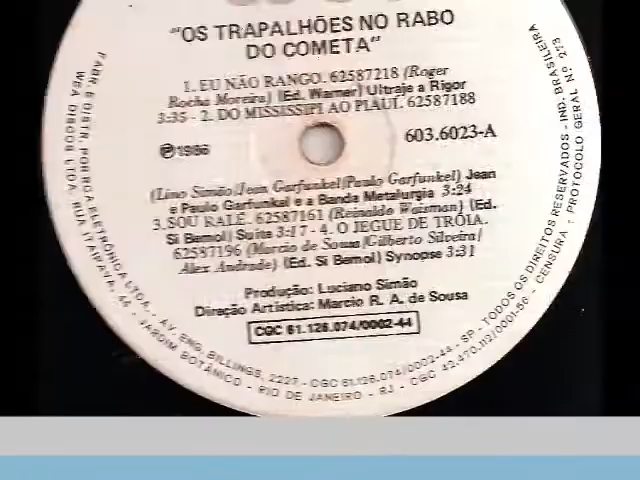 "OS TRAPALHÕES NO RABO
DO COMETA"
1. EU NÃO RANGO. 62587218 (Roger
Rocha Moreira) (Ed. Warner) Ultraje a Rigor
3:35 - 2. DO MISSISSIPI AO PIAUÍ. 62587188
℗1986
603.6023-A
(Lino Simão/Jean Garfunkel/Paulo Garfunkel) Jean
e Paulo Garfunkel e a Banda Metalurgia 3:24
3.SOU RALÉ. 62587161 (Reinaldo Waisman) (Ed.
Si Bemol) Suite 3:17 - 4. O JEGUE DE TRÓIA.
62587196 (Marcio de Sousa/Gilberto Silveira/
Alex Andrade) (Ed. Si Bemol) Synopse 3:31
Produção: Luciano Simão
Direção Artística: Marcio R. A. de Sousa
CGC 61.126.074/0002-44
FABR. E DISTR. POR RCA ELETRÔNICA LTDA. - AV. ENG. BILLINGS, 2227 - CGC 61.126.074/0002-44 - SP - TODOS OS DIREITOS RESERVADOS - IND. BRASILEIRA
WEA DISCOS LTDA. RUA ITAIPAVA, 44 - JARDIM BOTÂNICO - RIO DE JANEIRO - RJ - CGC 42.470.112/0001-56 - CENSURA: PROTOCOLO GERAL N.º 273